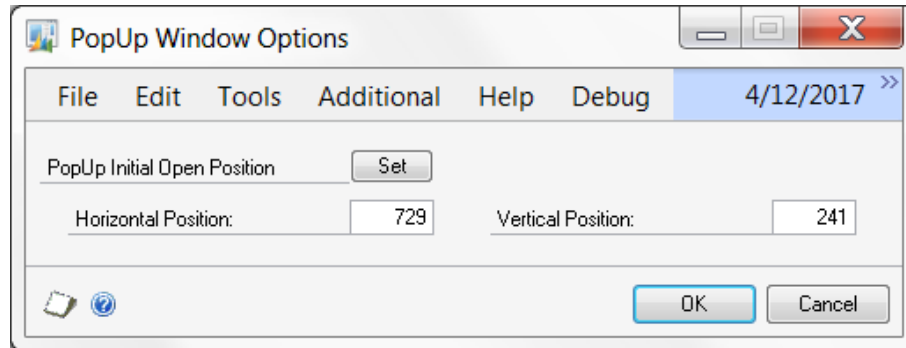 PopUp Window Options
File Edit Tools Additional Help Debug 4/12/2017 »
PopUp Initial Open Position Set
Horizontal Position: 729 Vertical Position: 241
OK Cancel